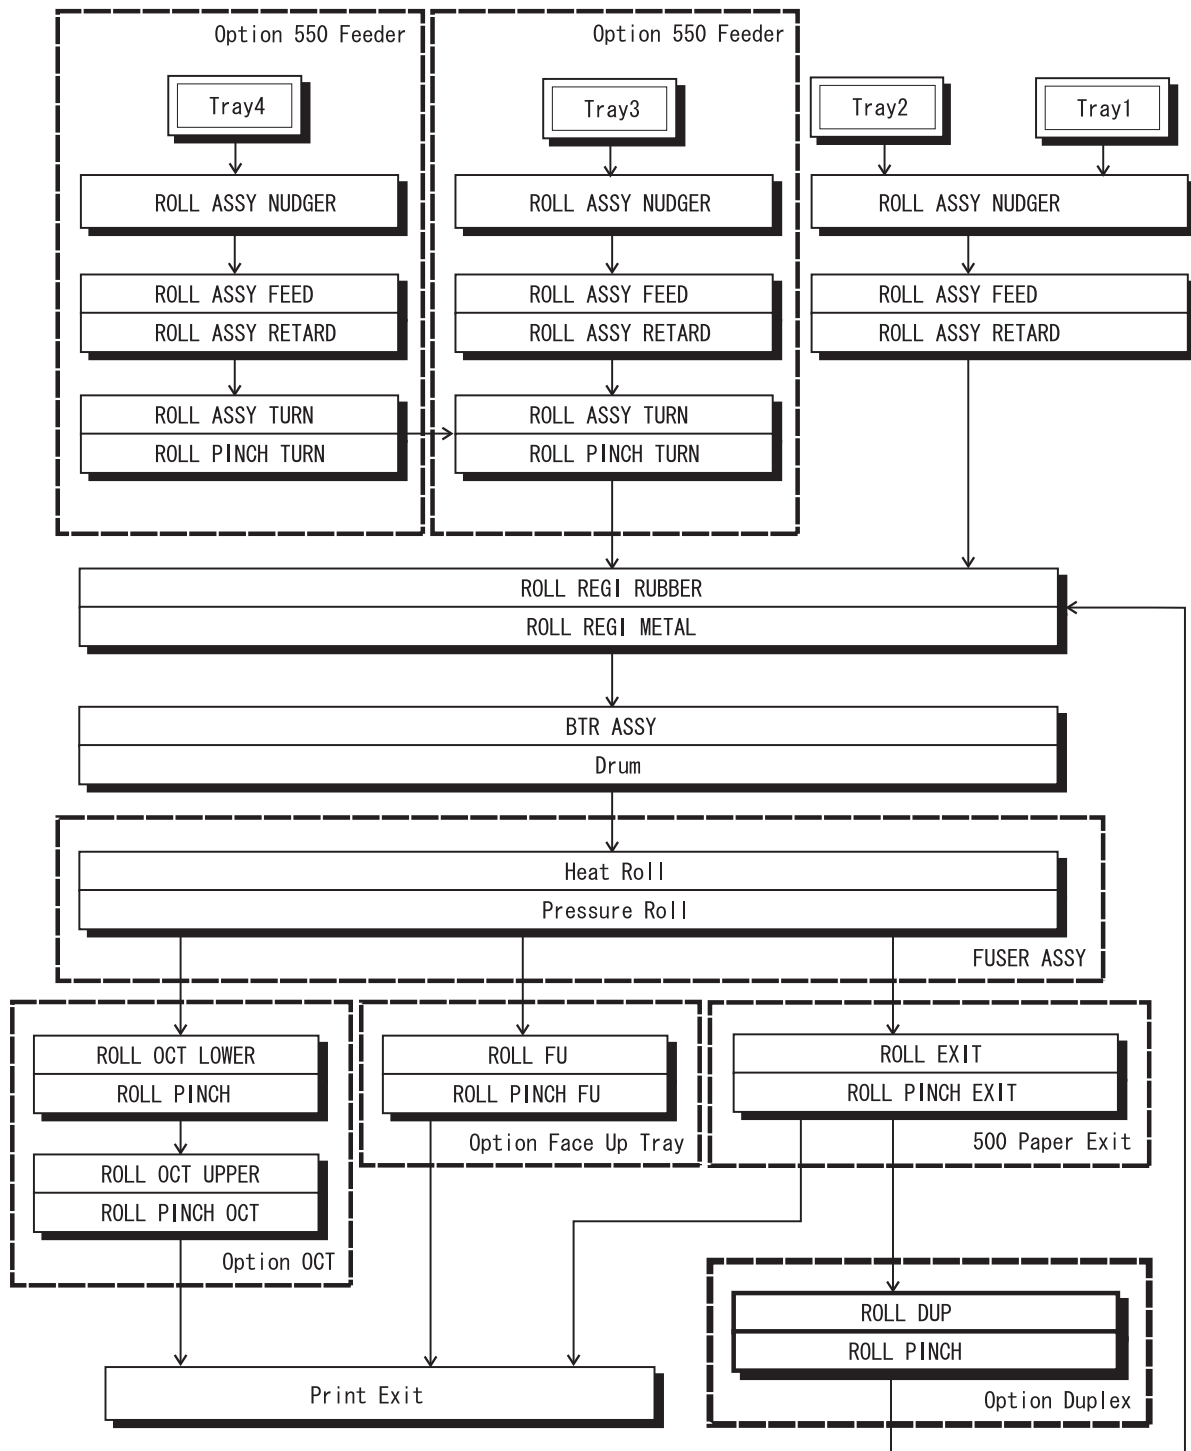 Option 550 Feeder
Option 550 Feeder
Tray4
Tray3
Tray2
Tray1
ROLL ASSY NUDGER
ROLL ASSY NUDGER
ROLL ASSY NUDGER
ROLL ASSY FEED
ROLL ASSY RETARD
ROLL ASSY FEED
ROLL ASSY RETARD
ROLL ASSY FEED
ROLL ASSY RETARD
ROLL ASSY TURN
ROLL PINCH TURN
ROLL ASSY TURN
ROLL PINCH TURN
ROLL REGI RUBBER
ROLL REGI METAL
BTR ASSY
Drum
Heat Roll
Pressure Roll
FUSER ASSY
ROLL OCT LOWER
ROLL PINCH
ROLL FU
ROLL PINCH FU
Option Face Up Tray
ROLL EXIT
ROLL PINCH EXIT
500 Paper Exit
ROLL OCT UPPER
ROLL PINCH OCT
Option OCT
ROLL DUP
ROLL PINCH
Option Duplex
Print Exit